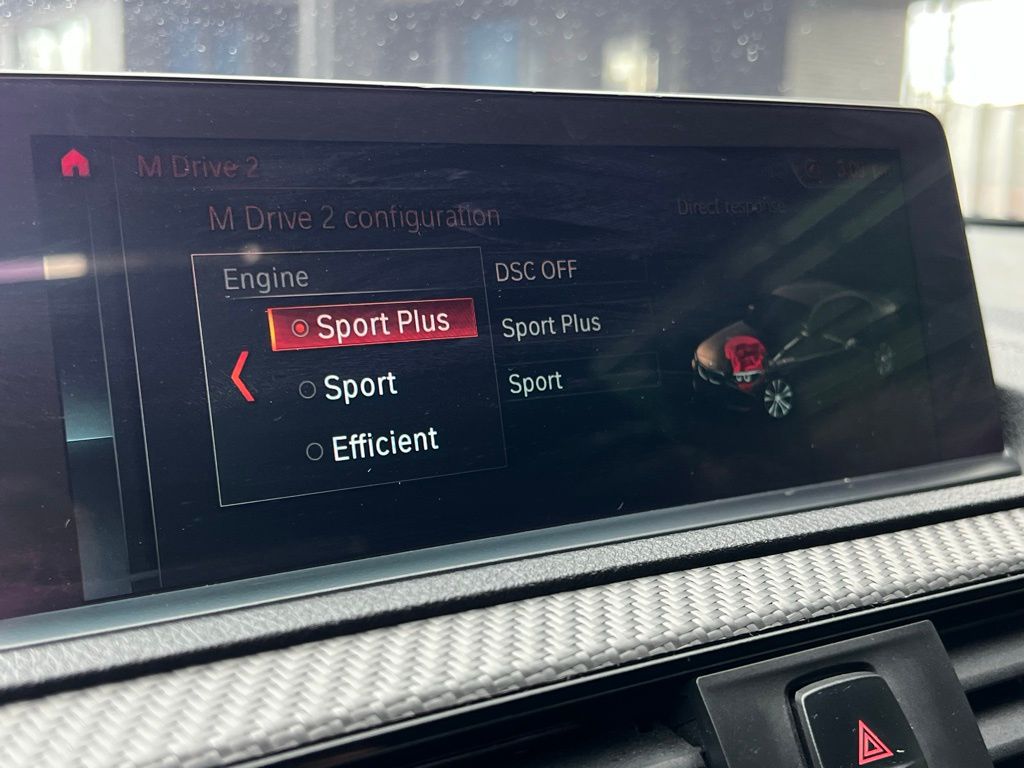 M Drive 2
M Drive 2 configuration
Direct response
Engine
DSC OFF
Sport Plus
Sport Plus
Sport
Sport
Efficient